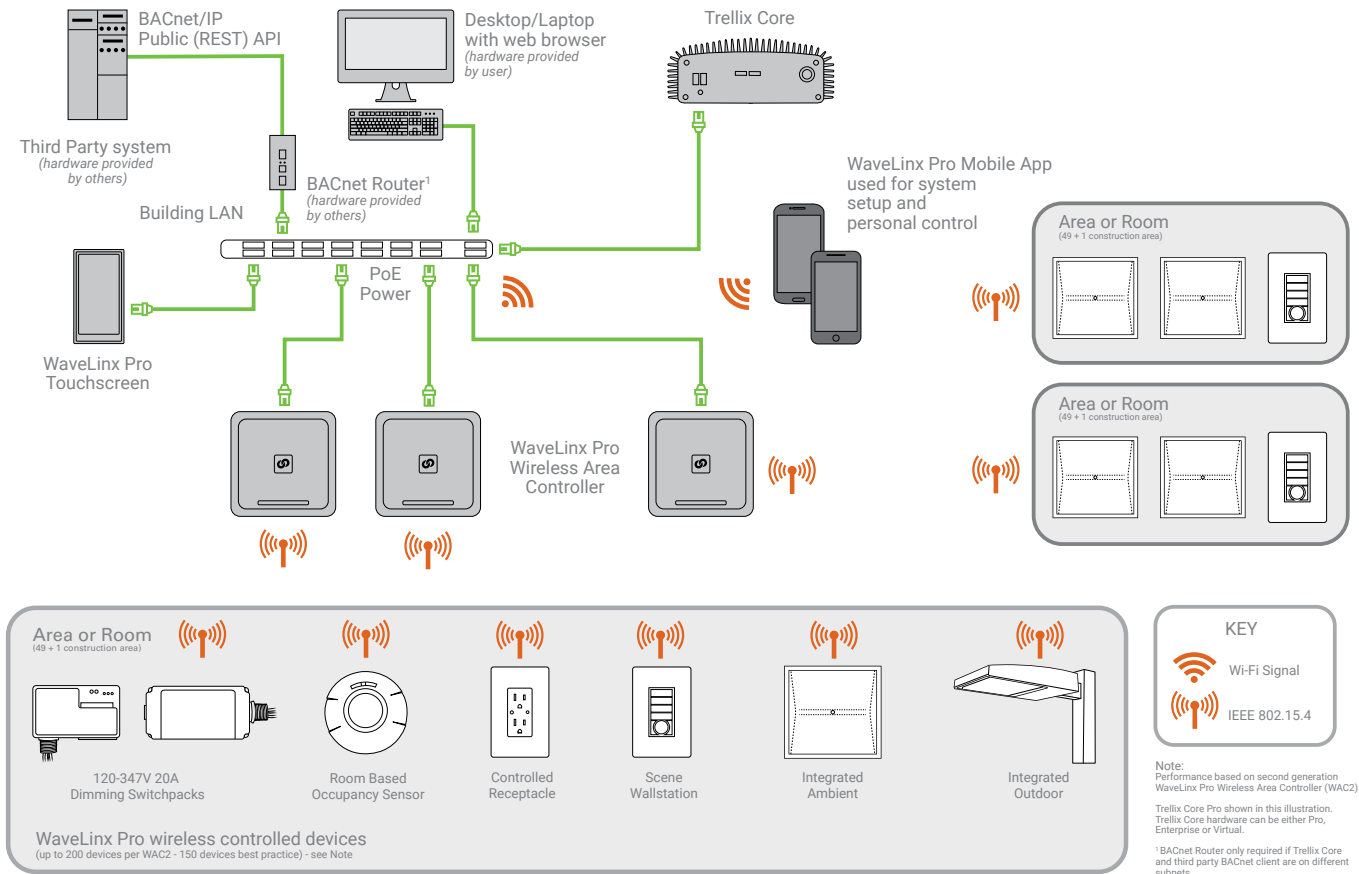 BACnet/IP
Public (REST) API
Desktop/Laptop
with web browser
(hardware provided
by user)
Trellix Core
Third Party system
(hardware provided
by others)
BACnet Router¹
(hardware provided
by others)
Building LAN
PoE
Power
WaveLinx Pro Mobile App
used for system
setup and
personal control
WaveLinx Pro
Touchscreen
WaveLinx Pro
Wireless Area
Controller
Area or Room
(49 + 1 construction area)
Area or Room
(49 + 1 construction area)
Area or Room
(49 + 1 construction area)
120-347V 20A
Dimming Switchpacks
Room Based
Occupancy Sensor
Controlled
Receptacle
Scene
Wallstation
Integrated
Ambient
Integrated
Outdoor
WaveLinx Pro wireless controlled devices
(up to 200 devices per WAC2 - 150 devices best practice) - see Note
KEY
Wi-Fi Signal
IEEE 802.15.4
Note:
Performance based on second generation
WaveLinx Pro Wireless Area Controller (WAC2)
Trellix Core Pro shown in this illustration.
Trellix Core hardware can be either Pro,
Enterprise or Virtual.
¹ BACnet Router only required if Trellix Core
and third party BACnet client are on different
subnets